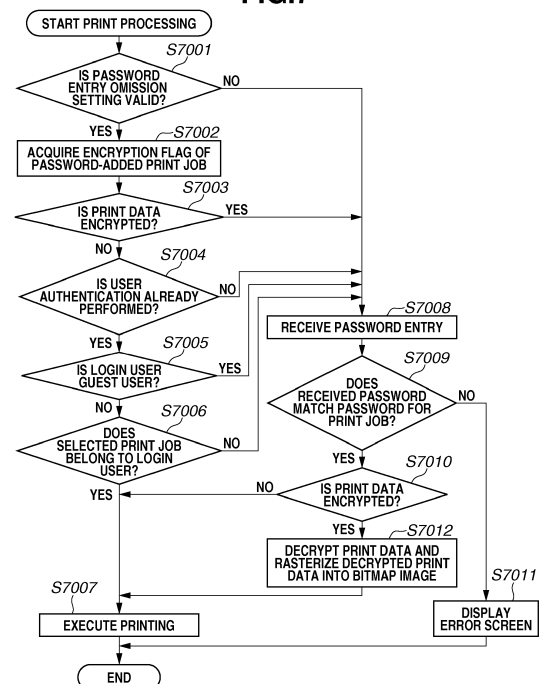 START PRINT PROCESSING
S7001
IS PASSWORD
ENTRY OMISSION
SETTING VALID?
NO
YES
S7002
ACQUIRE ENCRYPTION FLAG OF
PASSWORD-ADDED PRINT JOB
S7003
IS PRINT DATA
ENCRYPTED?
YES
NO
S7004
IS USER
AUTHENTICATION ALREADY
PERFORMED?
NO
YES
S7005
IS LOGIN USER
GUEST USER?
YES
NO
S7006
DOES
SELECTED PRINT JOB
BELONG TO LOGIN
USER?
NO
YES
S7008
RECEIVE PASSWORD ENTRY
S7009
DOES
RECEIVED PASSWORD
MATCH PASSWORD FOR
PRINT JOB?
NO
YES
S7010
IS PRINT DATA
ENCRYPTED?
NO
YES
S7012
DECRYPT PRINT DATA AND
RASTERIZE DECRYPTED PRINT
DATA INTO BITMAP IMAGE
S7011
DISPLAY
ERROR SCREEN
S7007
EXECUTE PRINTING
END